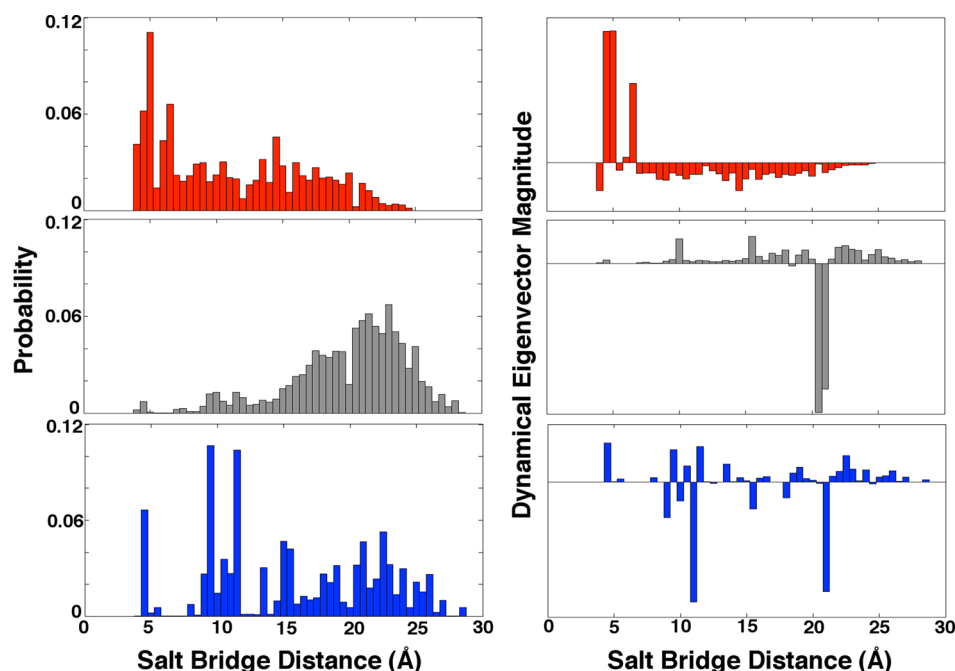 0.12
0.06
0
0.12
0.06
0
0.12
0.06
0
0 5 10 15 20 25 30
Salt Bridge Distance (Å)
Probability
Dynamical Eigenvector Magnitude
0 5 10 15 20 25 30
Salt Bridge Distance (Å)